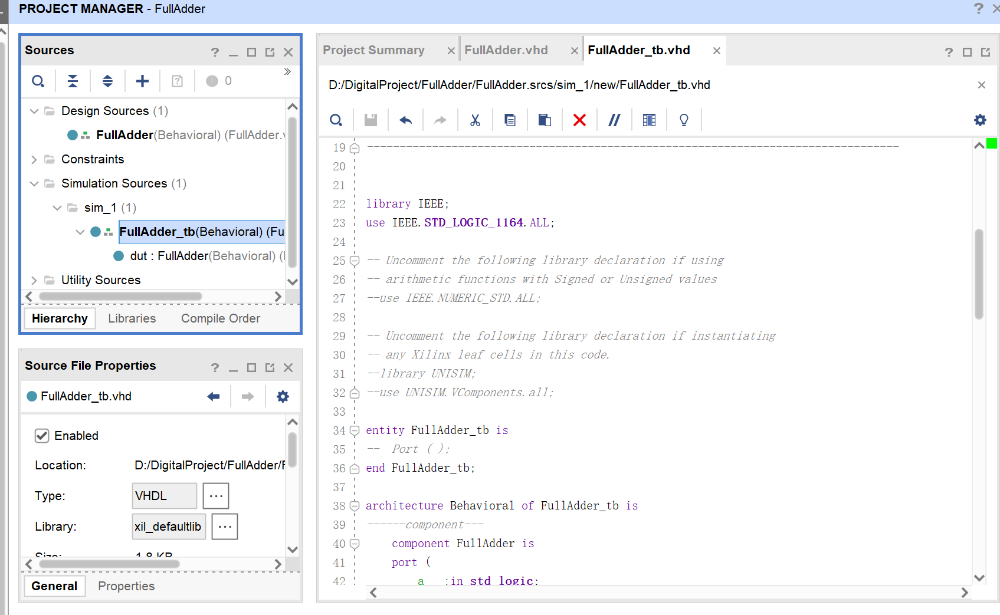 PROJECT MANAGER - FullAdder
Sources
0
Design Sources (1)
FullAdder(Behavioral) (FullAdder.v
Constraints
Simulation Sources (1)
sim_1 (1)
FullAdder_tb(Behavioral) (Fu
dut : FullAdder(Behavioral) (
Utility Sources
Hierarchy Libraries Compile Order
Source File Properties
FullAdder_tb.vhd
Enabled
Location: D:/DigitalProject/FullAdder/F
Type: VHDL ...
Library: xil_defaultlib ...
Size: 1.8 KB
General Properties
Project Summary FullAdder.vhd FullAdder_tb.vhd
D:/DigitalProject/FullAdder/FullAdder.srcs/sim_1/new/FullAdder_tb.vhd
19 ----------------------------------------------------------------------------------
20
21
22 library IEEE;
23 use IEEE.STD_LOGIC_1164.ALL;
24
25 -- Uncomment the following library declaration if using
26 -- arithmetic functions with Signed or Unsigned values
27 --use IEEE.NUMERIC_STD.ALL;
28
29 -- Uncomment the following library declaration if instantiating
30 -- any Xilinx leaf cells in this code.
31 --library UNISIM;
32 --use UNISIM.VComponents.all;
33
34 entity FullAdder_tb is
35 --  Port ( );
36 end FullAdder_tb;
37
38 architecture Behavioral of FullAdder_tb is
39 ------component---
40     component FullAdder is
41     port (
42         a   :in std_logic;